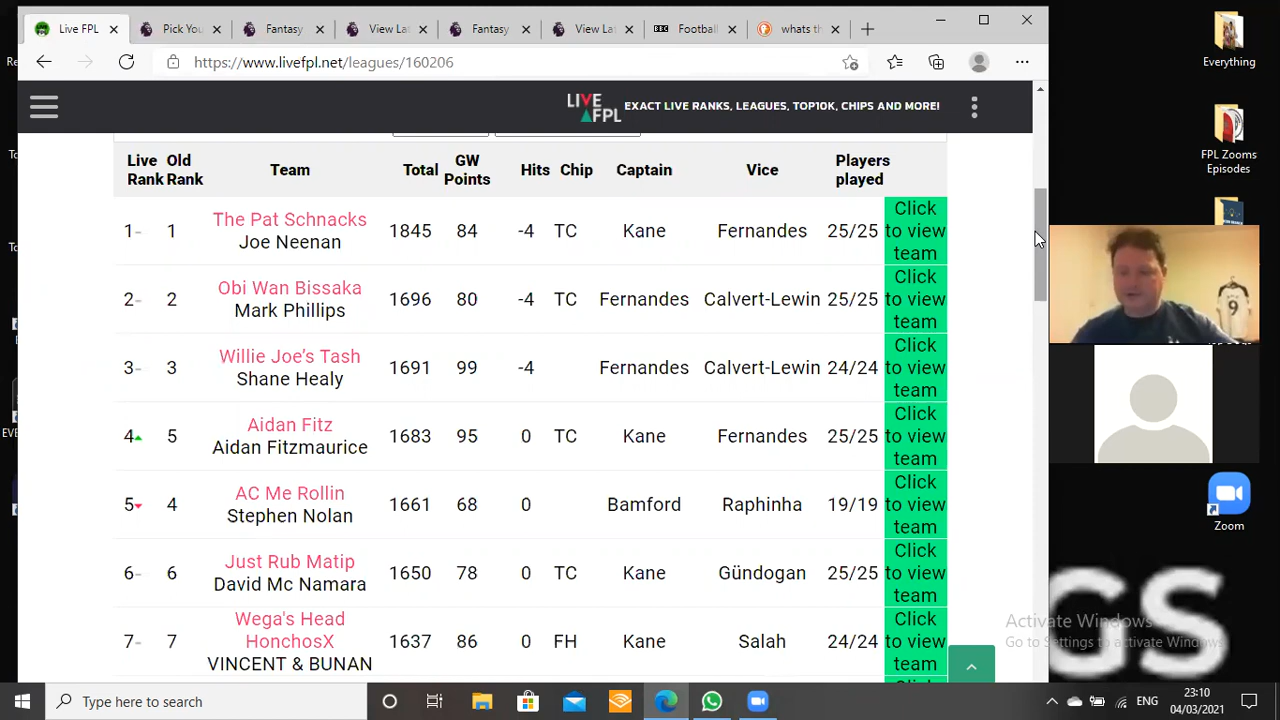 Live FPL
Pick You
Fantasy
View Lat
Fantasy
View Lat
BBC
Football
whats th
https://www.livefpl.net/leagues/160206
LIVE
FPL
EXACT LIVE RANKS, LEAGUES, TOP10K, CHIPS AND MORE!
Live Rank Old Rank Team Total GW Points Hits Chip Captain Vice Players played
1 1 The Pat Schnacks Joe Neenan 1845 84 -4 TC Kane Fernandes 25/25 Click to view team
2 2 Obi Wan Bissaka Mark Phillips 1696 80 -4 TC Fernandes Calvert-Lewin 25/25 Click to view team
3 3 Willie Joe's Tash Shane Healy 1691 99 -4 Fernandes Calvert-Lewin 24/24 Click to view team
4 5 Aidan Fitz Aidan Fitzmaurice 1683 95 0 TC Kane Fernandes 25/25 Click to view team
5 4 AC Me Rollin Stephen Nolan 1661 68 0 Bamford Raphinha 19/19 Click to view team
6 6 Just Rub Matip David Mc Namara 1650 78 0 TC Kane Gündogan 25/25 Click to view team
7 7 Wega's Head HonchosX VINCENT & BUNAN 1637 86 0 FH Kane Salah 24/24 Click to view team
Everything
FPL Zooms
Episodes
9
Zoom
GS
Activate Windows
Go to Settings to activate Windows.
Type here to search
ENG
23:10
04/03/2021